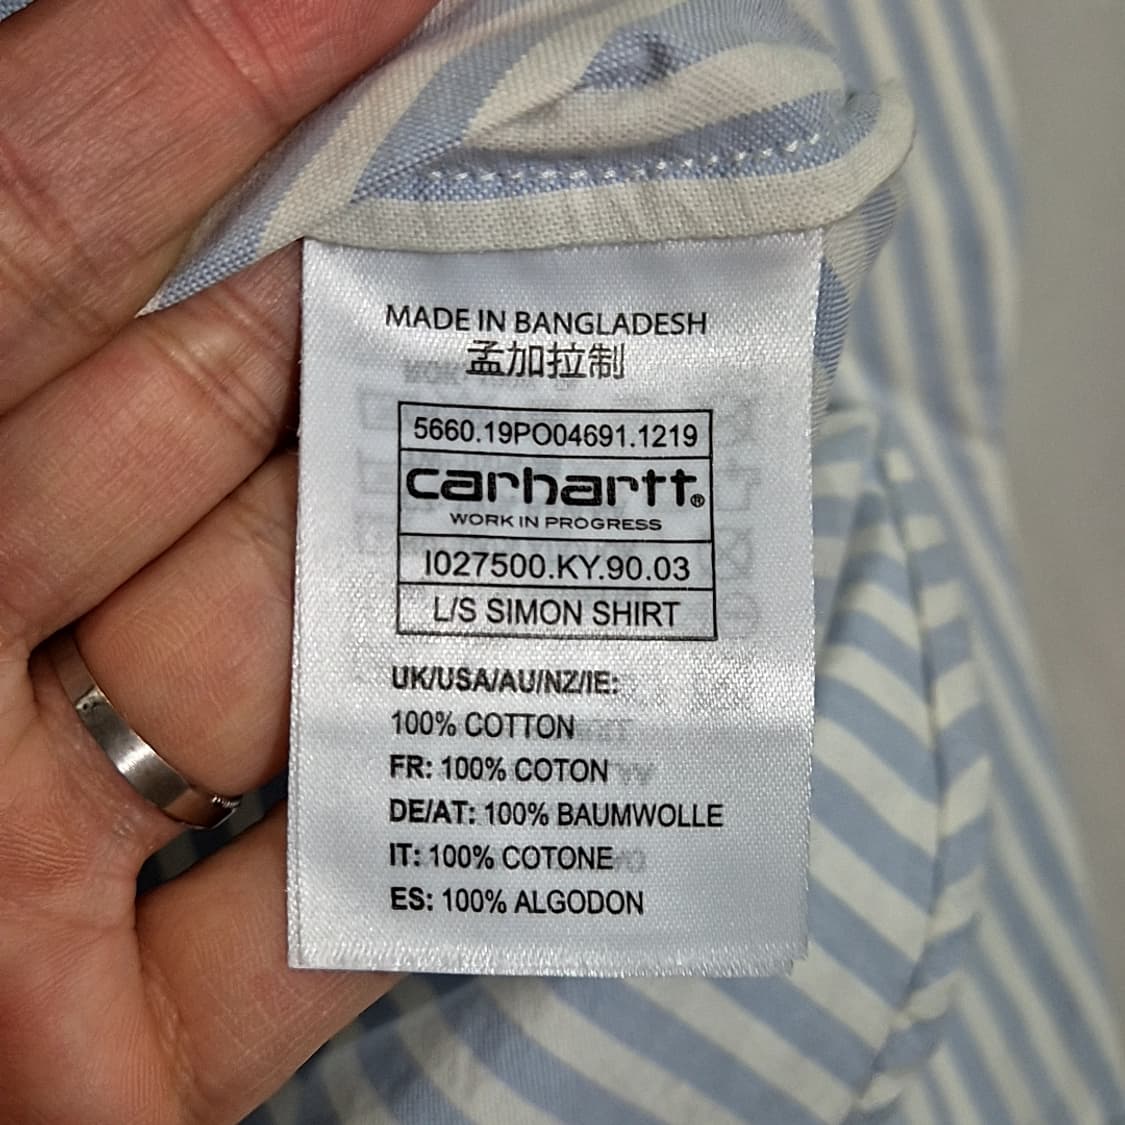 MADE IN BANGLADESH
孟加拉制
5660.19PO04691.1219
carhartt®
WORK IN PROGRESS
I027500.KY.90.03
L/S SIMON SHIRT
UK/USA/AU/NZ/IE:
100% COTTON
FR: 100% COTON
DE/AT: 100% BAUMWOLLE
IT: 100% COTONE
ES: 100% ALGODON